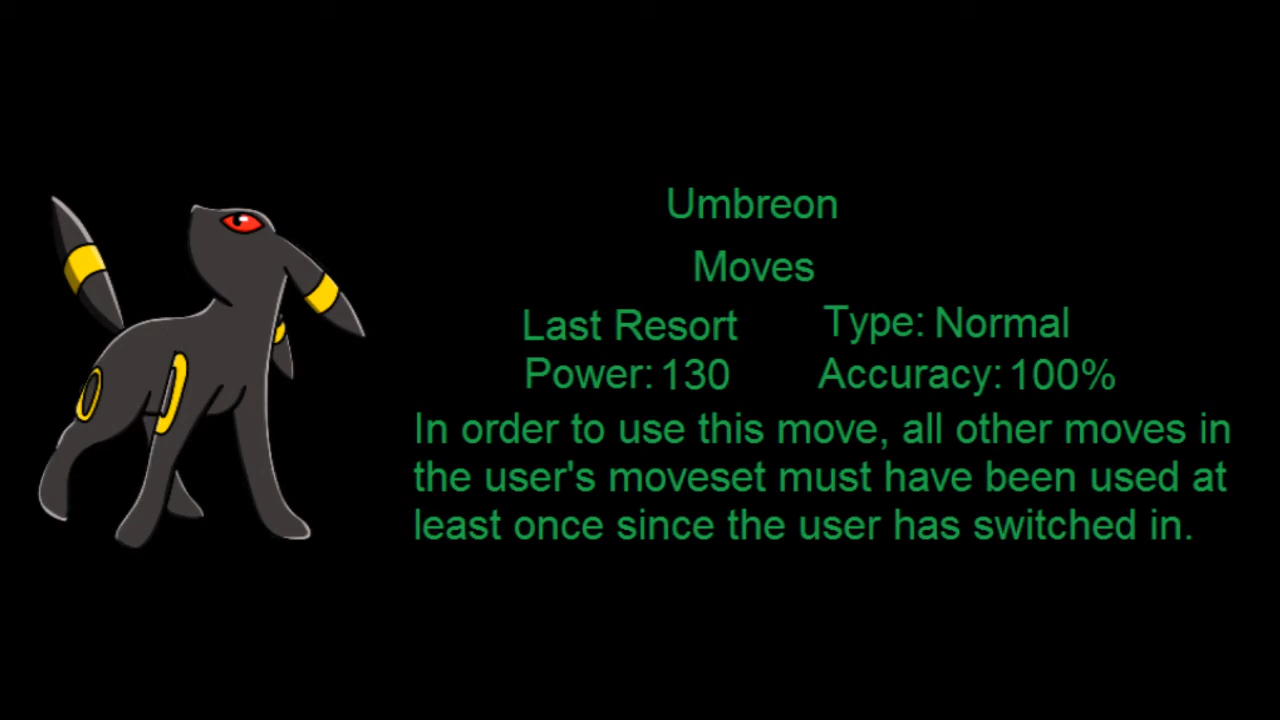 Umbreon
Moves
Last Resort Type: Normal
Power: 130 Accuracy: 100%
In order to use this move, all other moves in
the user's moveset must have been used at
least once since the user has switched in.